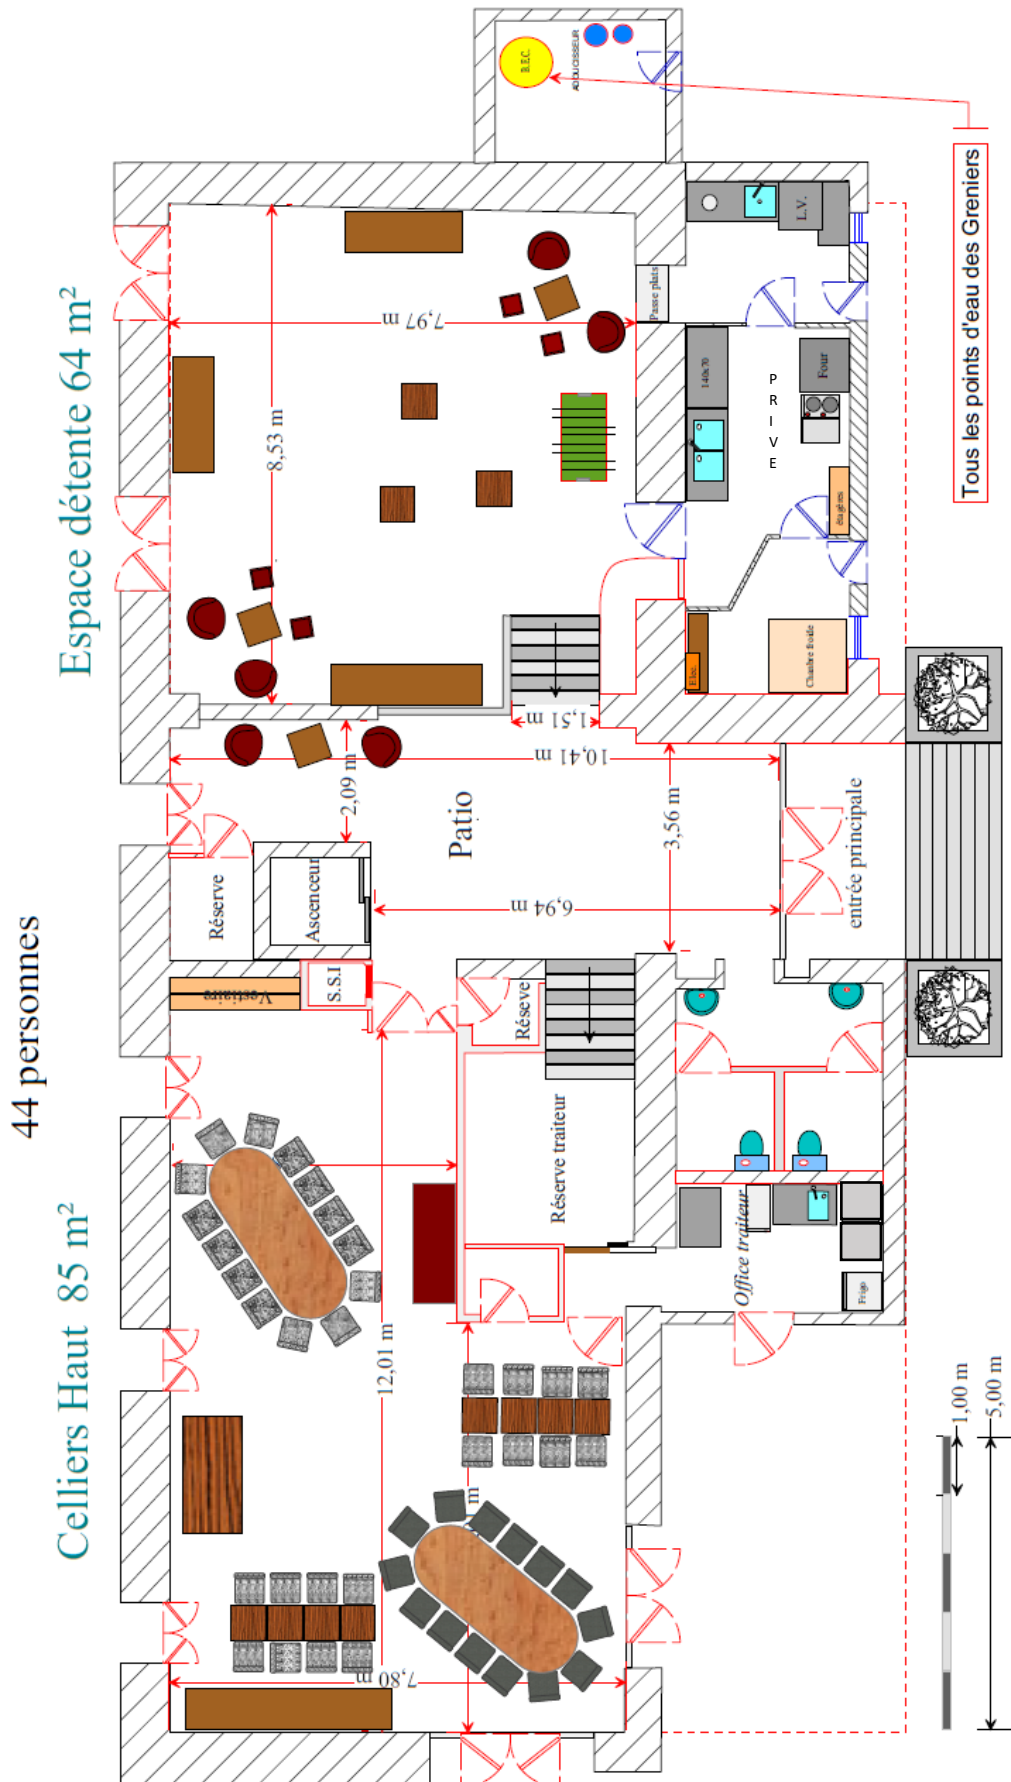 44 personnes
Celliers Haut 85 m²
Espace détente 64 m²
B.E.C.
ADOUCISSEUR
Tous les points d'eau des Greniers
L.V.
Passe plats
7,97 m
8,53 m
140x70
Four
PRIVE
étagères
Elec.
Chambre froide
1,51 m
10,41 m
2,09 m
3,56 m
Patio
6,94 m
entrée principale
Réserve
Ascenceur
Vestiaire
S.S.I
Réseve
Réserve traiteur
Office traiteur
Frigo
12,01 m
m
7,80 m
1,00 m
5,00 m